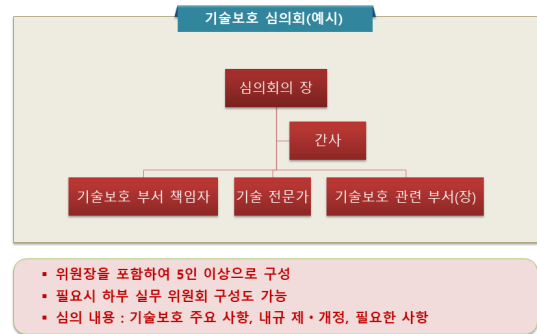 기술보호 심의회(예시)
심의회의 장
간사
기술보호 부서 책임자
기술 전문가
기술보호 관련 부서(장)
▪ 위원장을 포함하여 5인 이상으로 구성
▪ 필요시 하부 실무 위원회 구성도 가능
▪ 심의 내용 : 기술보호 주요 사항, 내규 제·개정, 필요한 사항